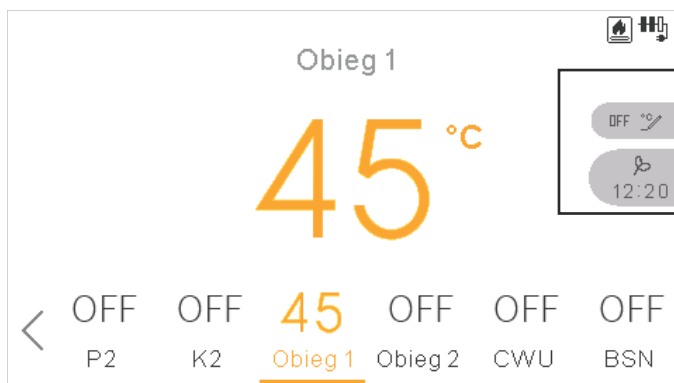 Obieg 1
45 °C
OFF °C
12:20
OFF OFF 45 OFF OFF OFF
P2 K2 Obieg 1 Obieg 2 CWU BSN